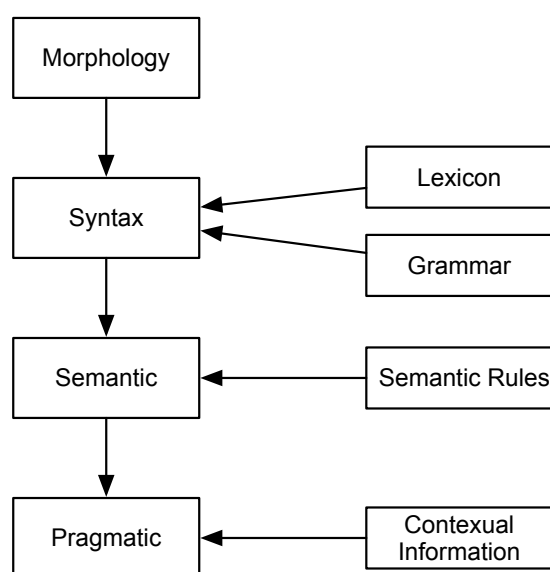 Morphology
Lexicon
Syntax
Grammar
Semantic
Semantic Rules
Pragmatic
Contexual
Information